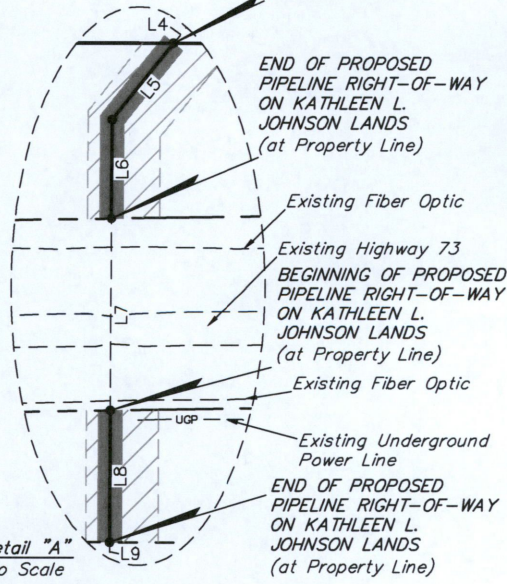 L4
L5
END OF PROPOSED
PIPELINE RIGHT-OF-WAY
ON KATHLEEN L.
JOHNSON LANDS
(at Property Line)
L6
Existing Fiber Optic
Existing Highway 73
L7
BEGINNING OF PROPOSED
PIPELINE RIGHT-OF-WAY
ON KATHLEEN L.
JOHNSON LANDS
(at Property Line)
Existing Fiber Optic
UGP
Existing Underground
Power Line
L8
END OF PROPOSED
PIPELINE RIGHT-OF-WAY
ON KATHLEEN L.
JOHNSON LANDS
(at Property Line)
L9
etail "A"
o Scale